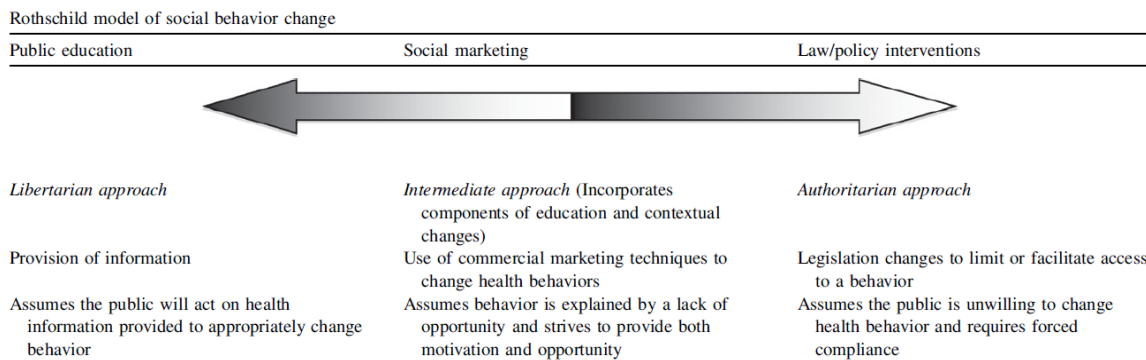 Rothschild model of social behavior change
Public education Social marketing Law/policy interventions
Libertarian approach
Intermediate approach (Incorporates
components of education and contextual
changes)
Authoritarian approach
Provision of information
Use of commercial marketing techniques to
change health behaviors
Legislation changes to limit or facilitate access
to a behavior
Assumes the public will act on health
information provided to appropriately change
behavior
Assumes behavior is explained by a lack of
opportunity and strives to provide both
motivation and opportunity
Assumes the public is unwilling to change
health behavior and requires forced
compliance